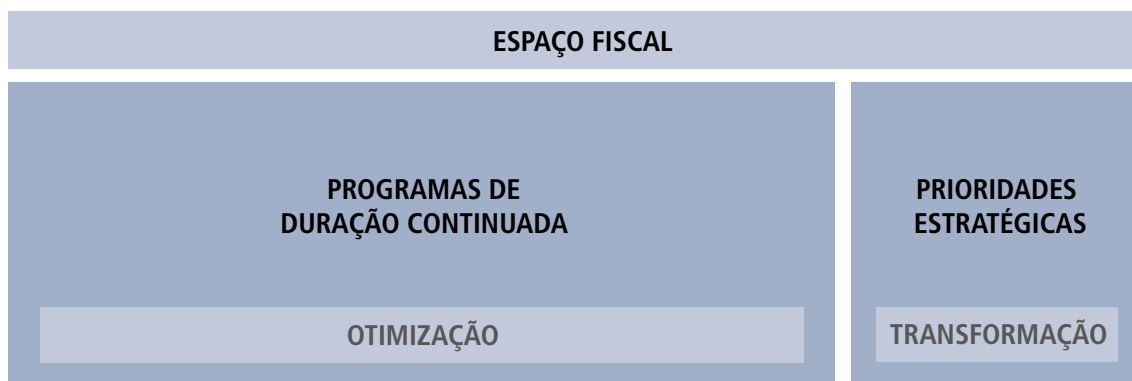 ESPAÇO FISCAL
PROGRAMAS DE
DURAÇÃO CONTINUADA
OTIMIZAÇÃO
PRIORIDADES
ESTRATÉGICAS
TRANSFORMAÇÃO